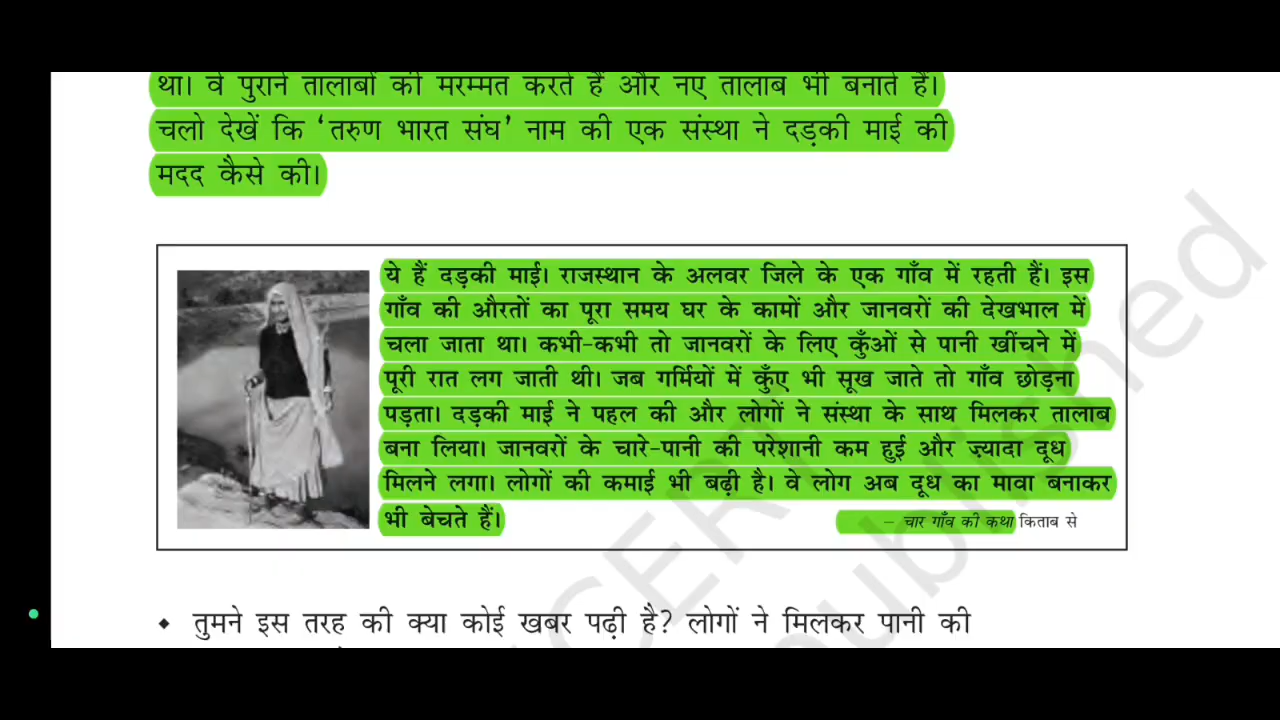 था। वे पुराने तालाबों की मरम्मत करते हैं और नए तालाब भी बनाते हैं।
चलो देखें कि ‘तरुण भारत संघ’ नाम की एक संस्था ने दड़की माई की
मदद कैसे की।
ये हैं दड़की माई। राजस्थान के अलवर जिले के एक गाँव में रहती हैं। इस
गाँव की औरतों का पूरा समय घर के कामों और जानवरों की देखभाल में
चला जाता था। कभी-कभी तो जानवरों के लिए कुँओं से पानी खींचने में
पूरी रात लग जाती थी। जब गर्मियों में कुँए भी सूख जाते तो गाँव छोड़ना
पड़ता। दड़की माई ने पहल की और लोगों ने संस्था के साथ मिलकर तालाब
बना लिया। जानवरों के चारे-पानी की परेशानी कम हुई और ज़्यादा दूध
मिलने लगा। लोगों की कमाई भी बढ़ी है। वे लोग अब दूध का मावा बनाकर
भी बेचते हैं।
– चार गाँव की कथा किताब से
◆ तुमने इस तरह की क्या कोई खबर पढ़ी है? लोगों ने मिलकर पानी की